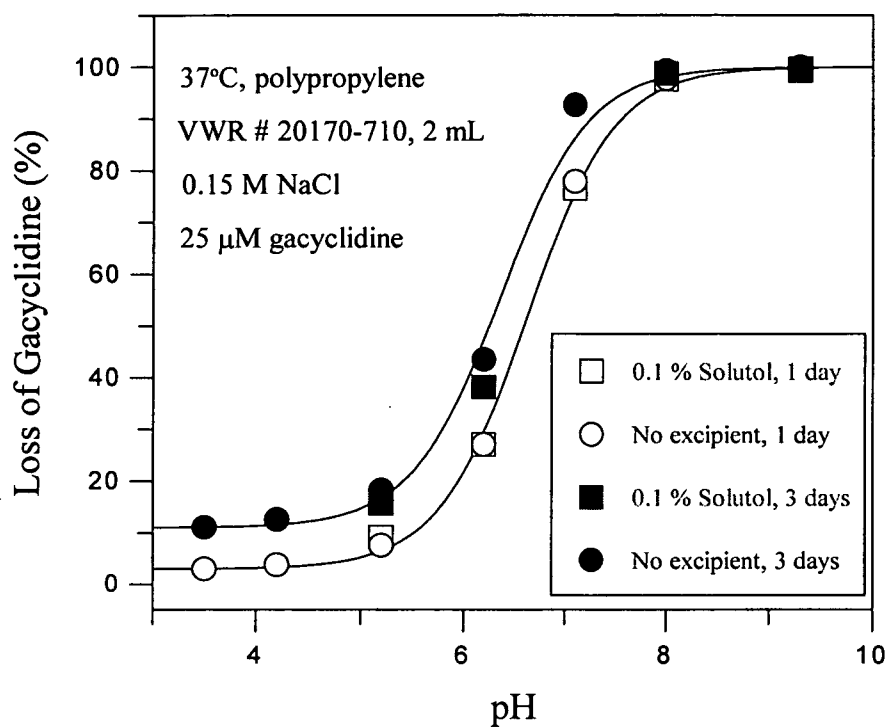 100
80
60
40
20
0
Loss of Gacyclidine (%)
37°C, polypropylene
VWR # 20170-710, 2 mL
0.15 M NaCl
25 μM gacyclidine
0.1 % Solutol, 1 day
No excipient, 1 day
0.1 % Solutol, 3 days
No excipient, 3 days
4
6
8
10
pH